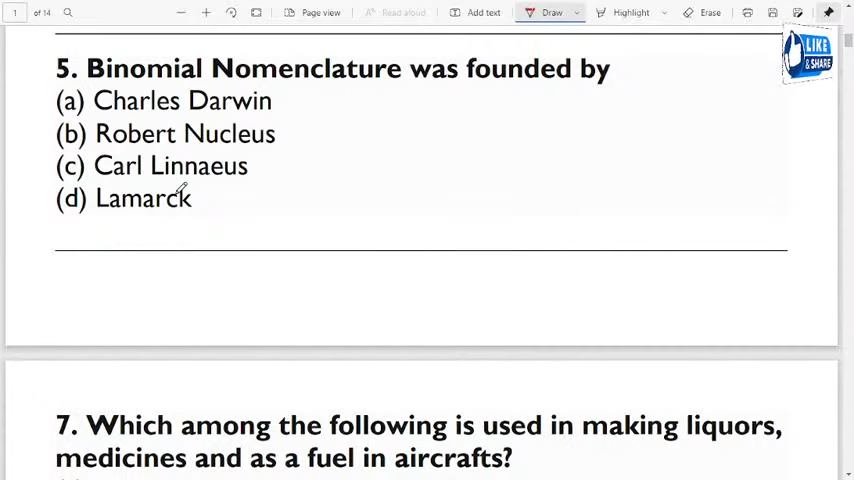 1 of 14 Page view Read aloud Add text Draw Highlight Erase
LIKE
& SHARE
5. Binomial Nomenclature was founded by
(a) Charles Darwin
(b) Robert Nucleus
(c) Carl Linnaeus
(d) Lamarck
7. Which among the following is used in making liquors,
medicines and as a fuel in aircrafts?